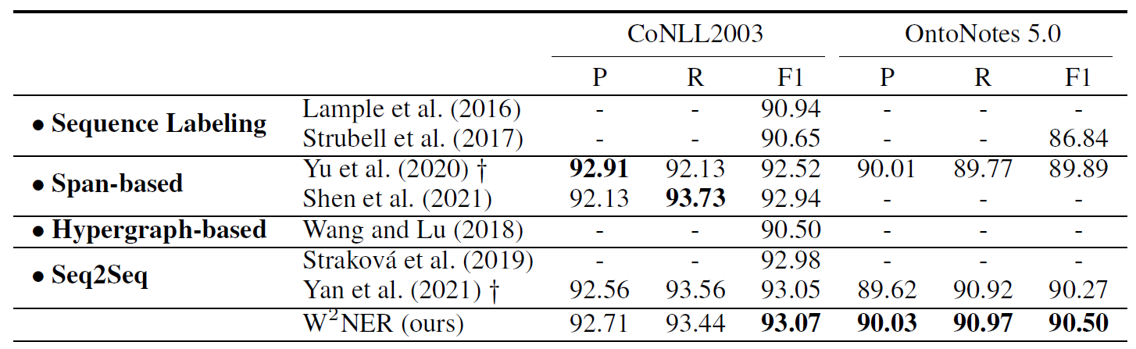 CoNLL2003 OntoNotes 5.0
P R F1 P R F1
Lample et al. (2016) - - 90.94 - - -
• Sequence Labeling
Strubell et al. (2017) - - 90.65 - - 86.84
Yu et al. (2020) † 92.91 92.13 92.52 90.01 89.77 89.89
• Span-based
Shen et al. (2021) 92.13 93.73 92.94 - - -
• Hypergraph-based Wang and Lu (2018) - - 90.50 - - -
Straková et al. (2019) - - 92.98 - - -
• Seq2Seq
Yan et al. (2021) † 92.56 93.56 93.05 89.62 90.92 90.27
W²NER (ours) 92.71 93.44 93.07 90.03 90.97 90.50